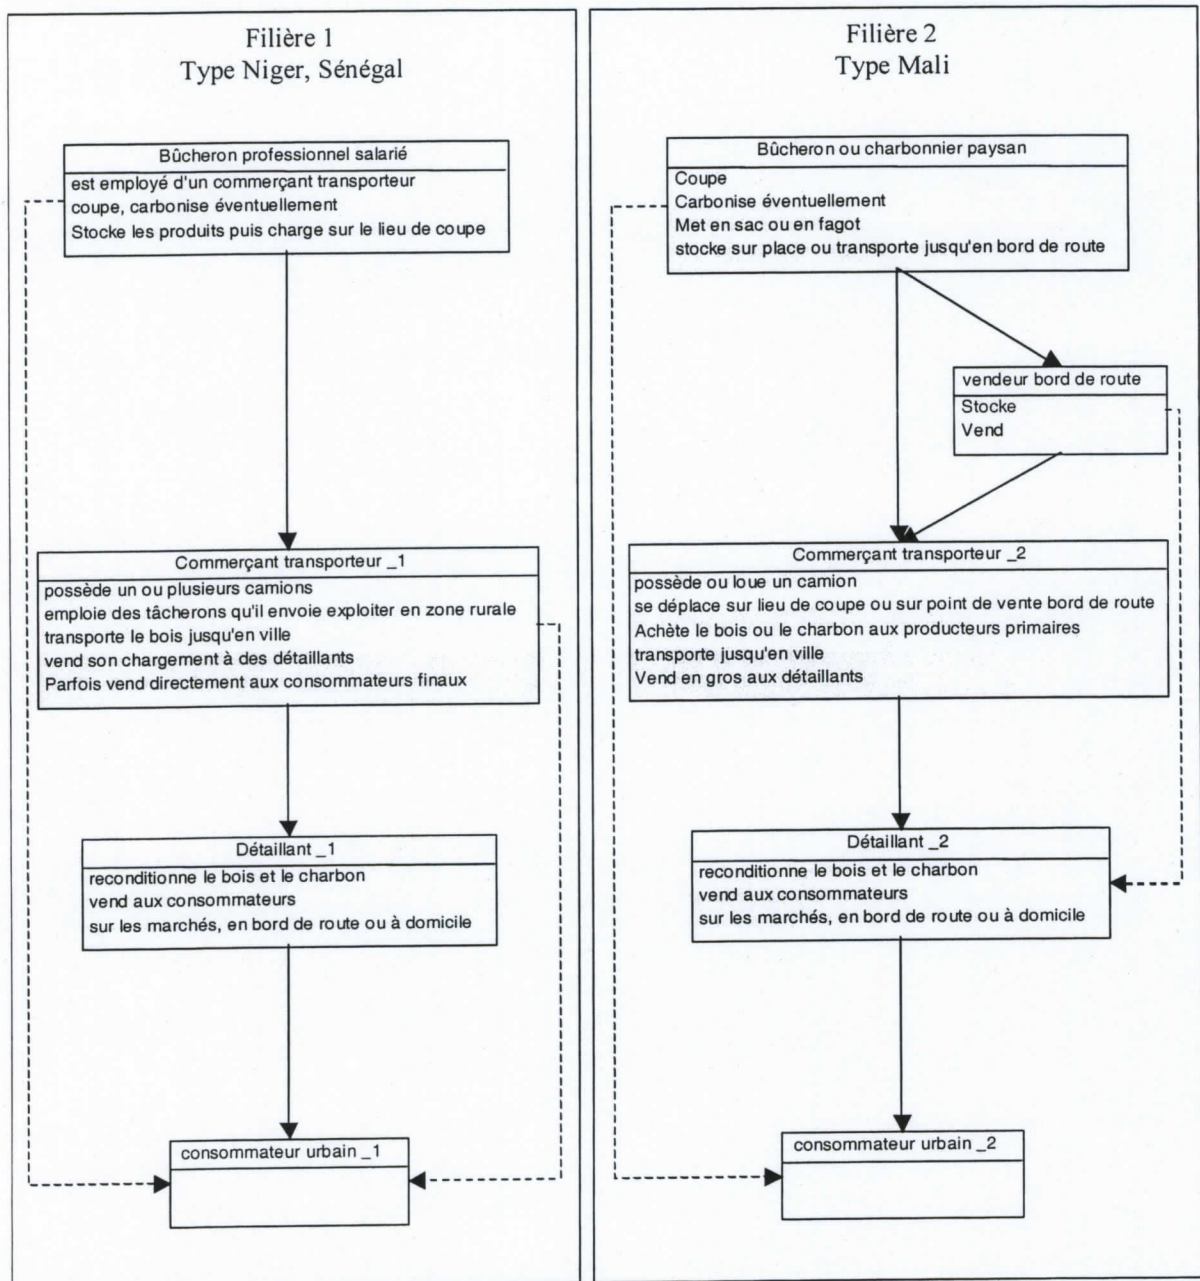 Filière 1
Type Niger, Sénégal
Bûcheron professionnel salarié
est employé d'un commerçant transporteur
coupe, carbonise éventuellement
Stocke les produits puis charge sur le lieu de coupe
Commerçant transporteur _1
possède un ou plusieurs camions
emploie des tâcherons qu'il envoie exploiter en zone rurale
transporte le bois jusqu'en ville
vend son chargement à des détaillants
Parfois vend directement aux consommateurs finaux
Détaillant _1
reconditionne le bois et le charbon
vend aux consommateurs
sur les marchés, en bord de route ou à domicile
consommateur urbain _1
Filière 2
Type Mali
Bûcheron ou charbonnier paysan
Coupe
Carbonise éventuellement
Met en sac ou en fagot
stocke sur place ou transporte jusqu'en bord de route
vendeur bord de route
Stocke
Vend
Commerçant transporteur _2
possède ou loue un camion
se déplace sur lieu de coupe ou sur point de vente bord de route
Achète le bois ou le charbon aux producteurs primaires
transporte jusqu'en ville
Vend en gros aux détaillants
Détaillant _2
reconditionne le bois et le charbon
vend aux consommateurs
sur les marchés, en bord de route ou à domicile
consommateur urbain _2